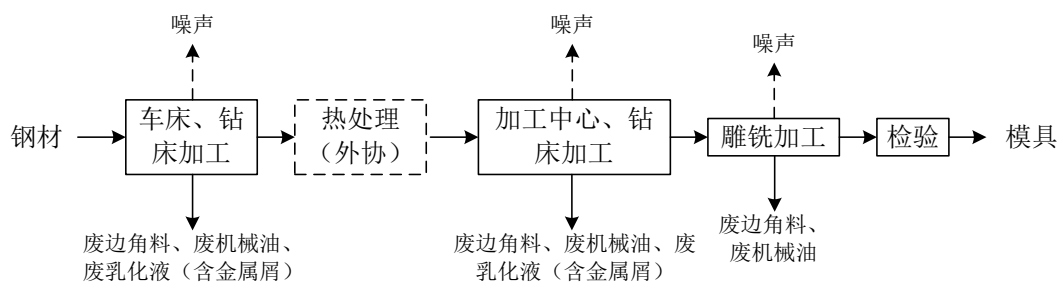 噪声
噪声
噪声
钢材
车床、钻
床加工
热处理
（外协）
加工中心、钻
床加工
雕铣加工
检验
模具
废边角料、废机械油、
废乳化液（含金属屑）
废边角料、废机械油、废
乳化液（含金属屑）
废边角料、
废机械油